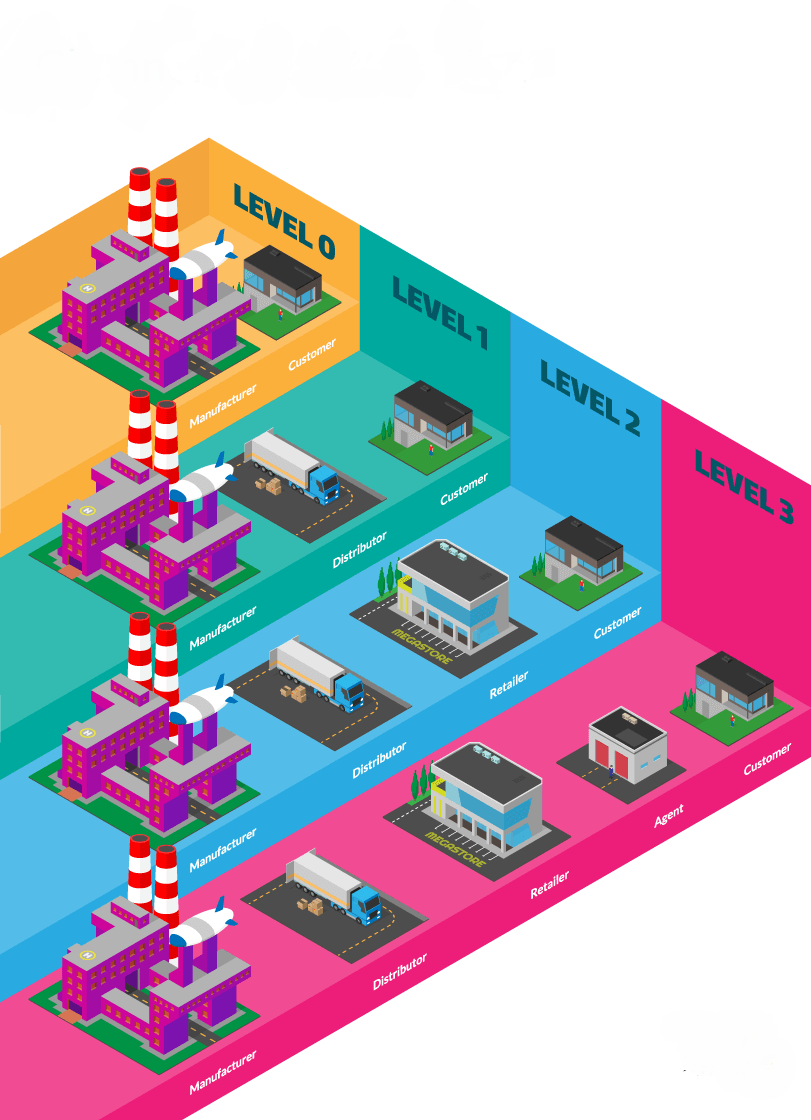 LEVEL 0
Customer
Manufacturer
LEVEL 1
Customer
Distributor
Manufacturer
LEVEL 2
Customer
MEGASTORE
Retailer
Distributor
Manufacturer
LEVEL 3
Customer
Agent
MEGASTORE
Retailer
Distributor
Manufacturer
H
H
H
H